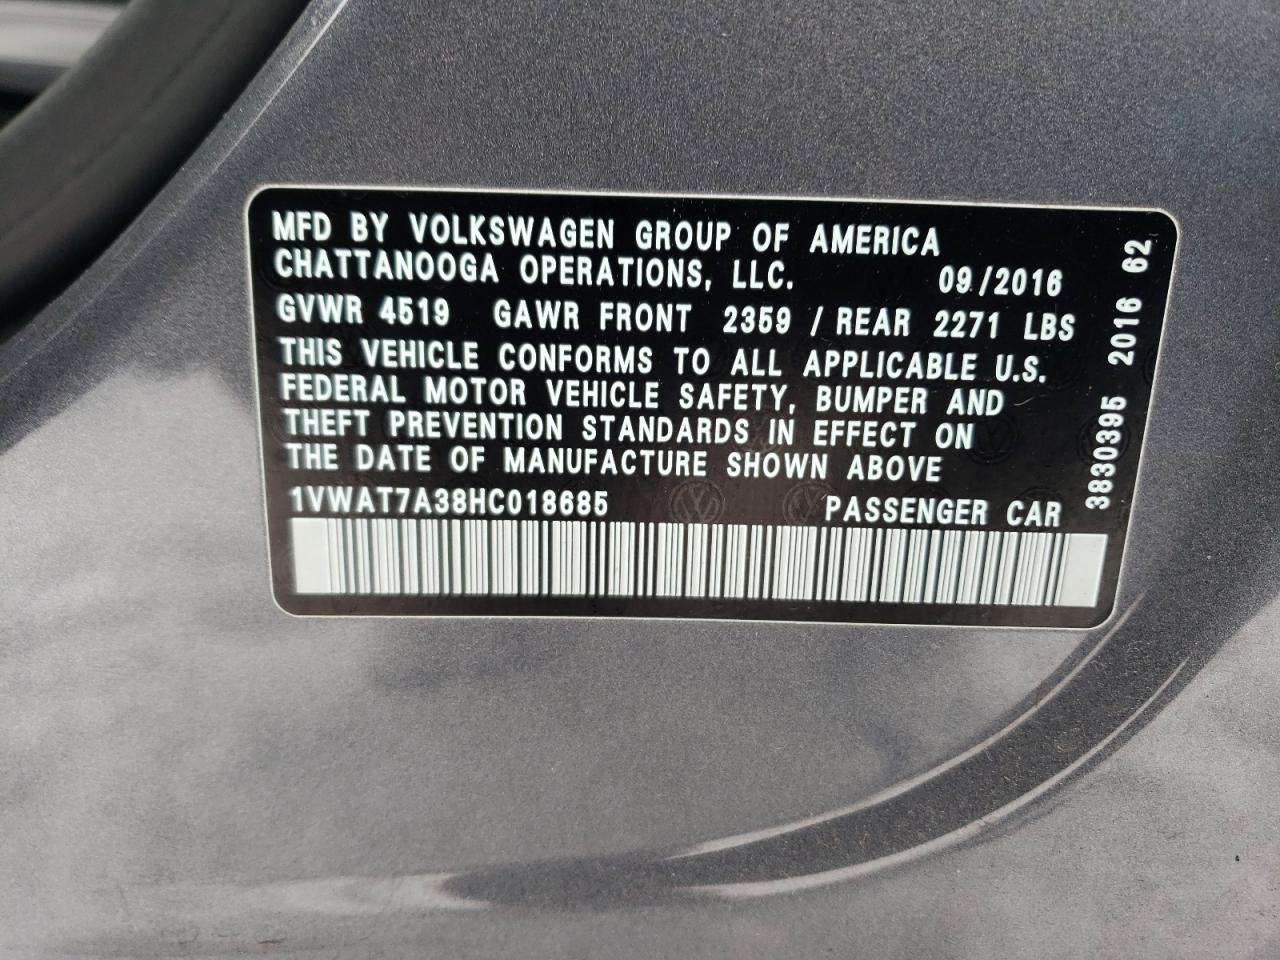 MFD BY VOLKSWAGEN GROUP OF AMERICA
CHATTANOOGA OPERATIONS, LLC. 09/2016
GVWR 4519 GAWR FRONT 2359 / REAR 2271 LBS
THIS VEHICLE CONFORMS TO ALL APPLICABLE U.S.
FEDERAL MOTOR VEHICLE SAFETY, BUMPER AND
THEFT PREVENTION STANDARDS IN EFFECT ON
THE DATE OF MANUFACTURE SHOWN ABOVE
1VWAT7A38HC018685 PASSENGER CAR
3830395 2016 62